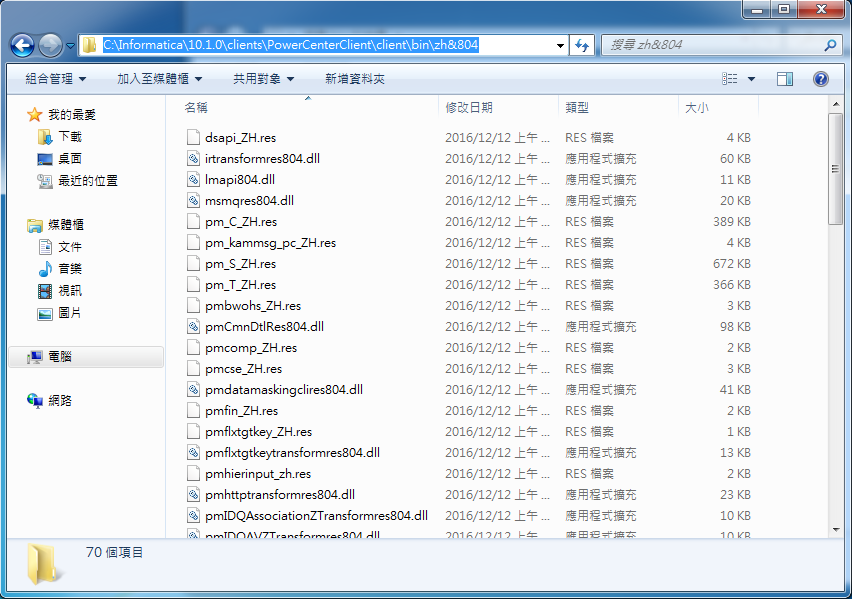 C:\Informatica\10.1.0\clients\PowerCenterClient\client\bin\zh&804
搜尋 zh&804
組合管理 加入至媒體櫃 共用對象 新增資料夾
我的最愛
下載
桌面
最近的位置
媒體櫃
文件
音樂
視訊
圖片
電腦
網路
名稱 修改日期 類型 大小
dsapi_ZH.res 2016/12/12 上午 ... RES 檔案 4 KB
irtransformres804.dll 2016/12/12 上午 ... 應用程式擴充 60 KB
lmapi804.dll 2016/12/12 上午 ... 應用程式擴充 11 KB
msmqres804.dll 2016/12/12 上午 ... 應用程式擴充 20 KB
pm_C_ZH.res 2016/12/12 上午 ... RES 檔案 389 KB
pm_kammsg_pc_ZH.res 2016/12/12 上午 ... RES 檔案 4 KB
pm_S_ZH.res 2016/12/12 上午 ... RES 檔案 672 KB
pm_T_ZH.res 2016/12/12 上午 ... RES 檔案 366 KB
pmbwohs_ZH.res 2016/12/12 上午 ... RES 檔案 3 KB
pmCmnDtlRes804.dll 2016/12/12 上午 ... 應用程式擴充 98 KB
pmcomp_ZH.res 2016/12/12 上午 ... RES 檔案 2 KB
pmcse_ZH.res 2016/12/12 上午 ... RES 檔案 3 KB
pmdatamaskingclires804.dll 2016/12/12 上午 ... 應用程式擴充 41 KB
pmfin_ZH.res 2016/12/12 上午 ... RES 檔案 2 KB
pmflxtgtkey_ZH.res 2016/12/12 上午 ... RES 檔案 1 KB
pmflxtgtkeytransformres804.dll 2016/12/12 上午 ... 應用程式擴充 13 KB
pmhierinput_zh.res 2016/12/12 上午 ... RES 檔案 2 KB
pmhttptransformres804.dll 2016/12/12 上午 ... 應用程式擴充 23 KB
pmIDQAssociationZTransformres804.dll 2016/12/12 上午 ... 應用程式擴充 10 KB
pmIDQAVZTransformres804.dll 2016/12/12 上午 ... 應用程式擴充 10 KB
70 個項目